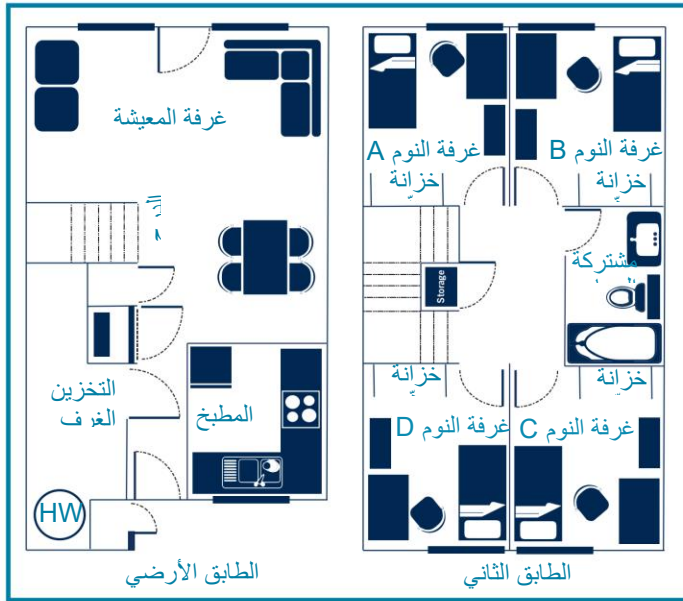 غرفة المعيشة
التخزين
الغرف
المطبخ
HW
الطابق الأرضي
غرفة النوم A
خزانة
غرفة النوم B
خزانة
مشتركة
Storage
خزانة
خزانة
غرفة النوم D
غرفة النوم C
الطابق الثاني